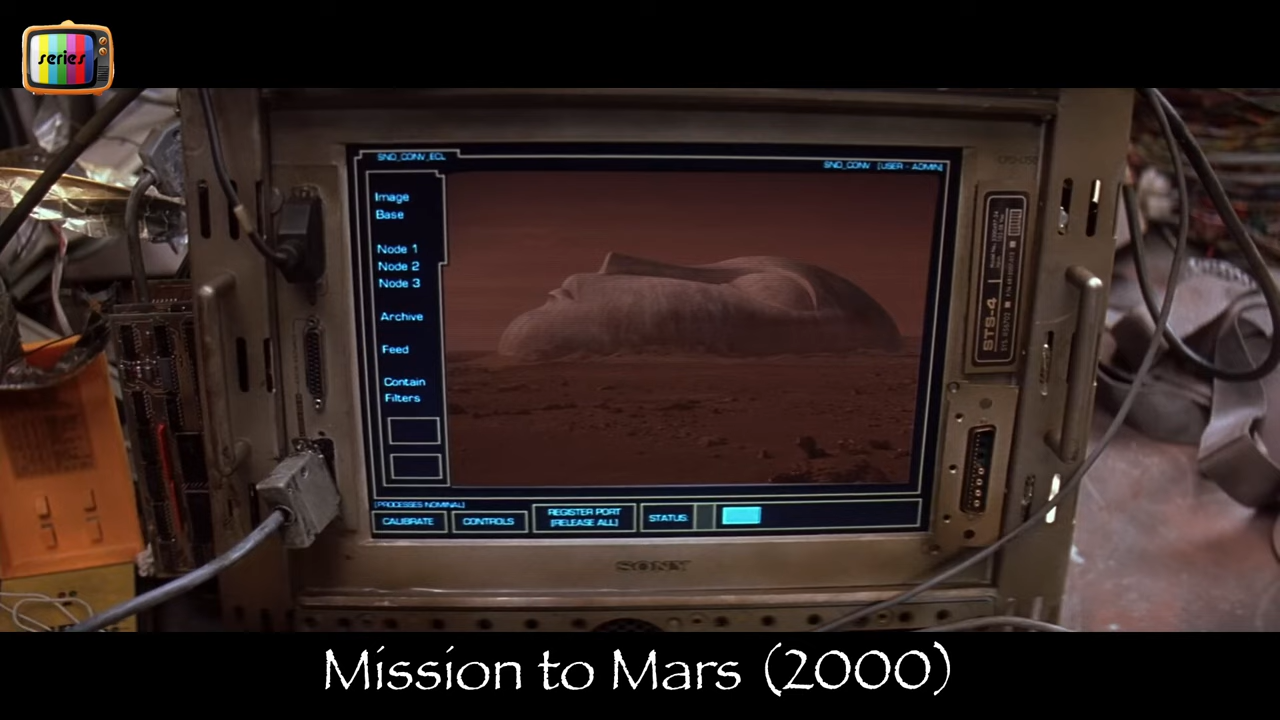 series
SND_CONV_ECL
SND_CONV [USER - ADMIN]
Image
Base
Node 1
Node 2
Node 3
Archive
Feed
Contain
Filters
STS-4
[PROCESSES NOMINAL]
CALIBRATE
CONTROLS
REGISTER PORT
[RELEASE ALL]
STATUS:
SONY
Mission to Mars (2000)